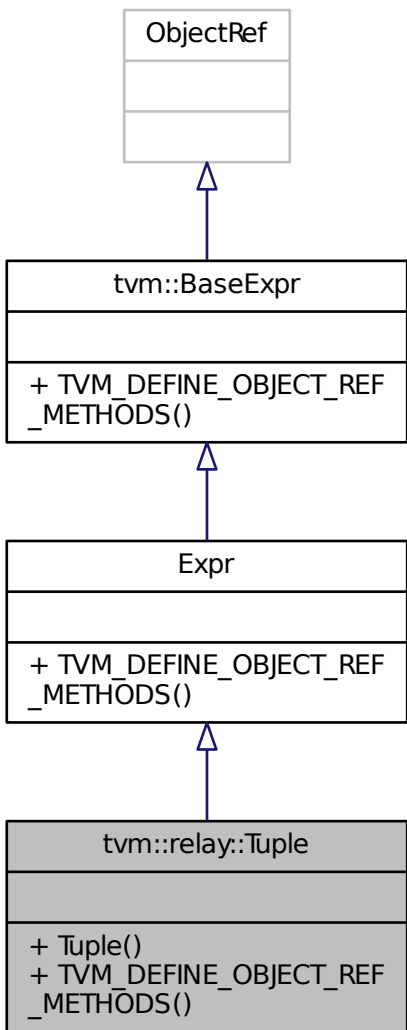 ObjectRef
tvm::BaseExpr
+ TVM_DEFINE_OBJECT_REF
_METHODS()
Expr
+ TVM_DEFINE_OBJECT_REF
_METHODS()
tvm::relay::Tuple
+ Tuple()
+ TVM_DEFINE_OBJECT_REF
_METHODS()